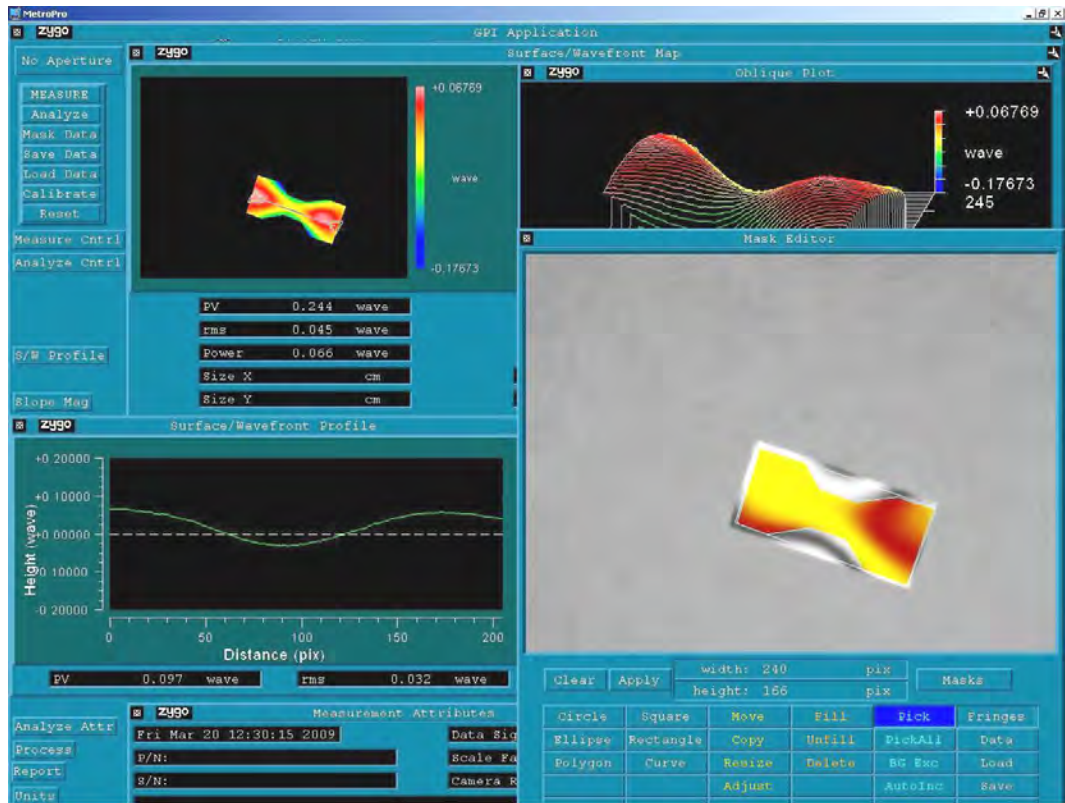 MetroPro
zygo GPI Application
No Aperture
MEASURE
Analyze
Mask Data
Save Data
Load Data
Calibrate
Reset
Measure Cntrl
Analyze Cntrl
S/W Profile
Slope Mag
zygo Surface/Wavefront Map
+0.06769
wave
-0.17673
PV 0.244 wave
rms 0.045 wave
Power 0.066 wave
Size X cm
Size Y cm
zygo Oblique Plot
+0.06769
wave
-0.17673
245
zygo Surface/Wavefront Profile
+0.20000
+0.10000
+0.00000
-0.10000
-0.20000
Height (wave)
0 50 100 150 200
Distance (pix)
PV 0.097 wave rms 0.032 wave
Mask Editor
Clear Apply width: 240 pix Masks
height: 166 pix
Circle Square Move Fill Pick Fringes
Ellipse Rectangle Copy Unfill PickAll Data
Polygon Curve Resize Delete BG Exc Load
Adjust AutoInc Save
Analyze Attr
Process
Report
Units
zygo Measurement Attributes
Fri Mar 20 12:30:15 2009 Data Sig
P/N: Scale Fa
S/N: Camera R